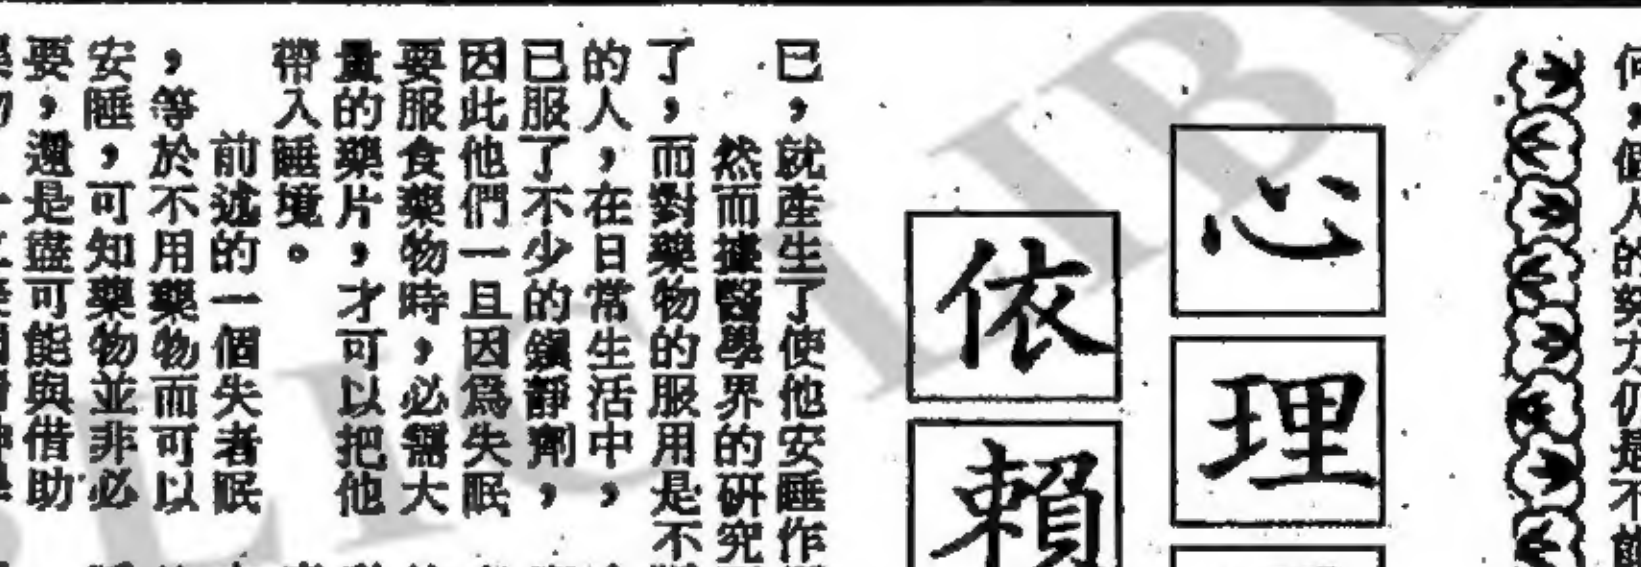 何，個人的努力仍是不能
心理
依賴
已，就產生了使他安睡作
然而據醫學界的研究
了，而對藥物的服用是不
的人，在日常生活中，
已服了不少的鎮靜劑，
因此他們一旦因為失眠
要服食藥物時，必需大
量的藥片，才可以把他
帶入睡境。
前述的一個失者眠
，等於不用藥物而可以
安睡，可知藥物並非必
要，還是盡可能與借助